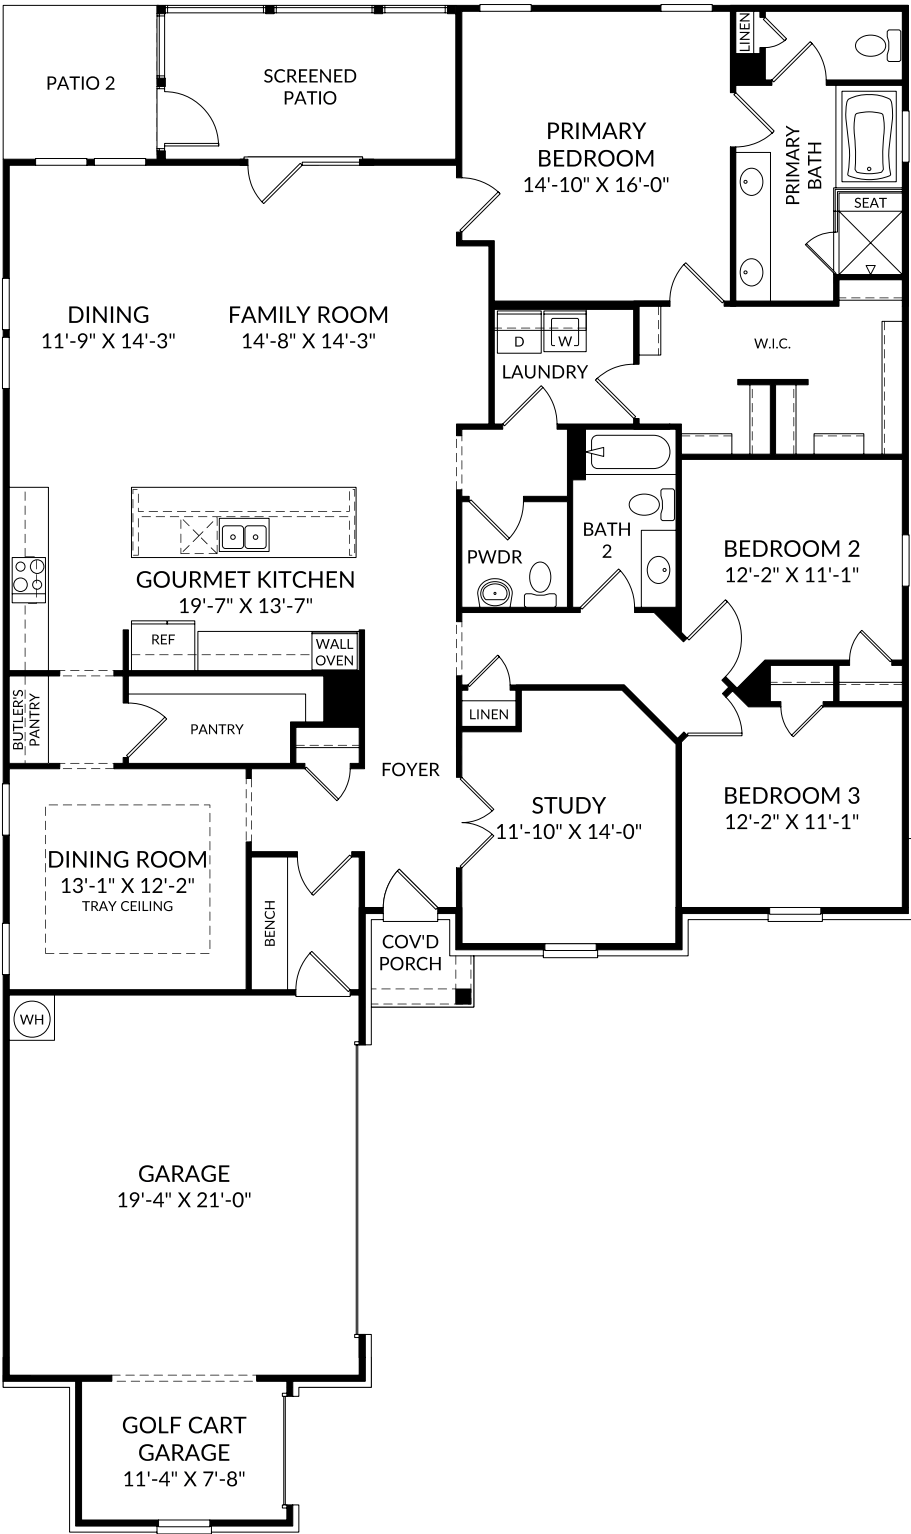 LINEN
PATIO 2
SCREENED
PATIO
PRIMARY
BEDROOM
14'-10" X 16'-0"
PRIMARY
BATH
SEAT
DINING
11'-9" X 14'-3"
FAMILY ROOM
14'-8" X 14'-3"
D
W
LAUNDRY
W.I.C.
GOURMET KITCHEN
19'-7" X 13'-7"
PWDR
BATH
2
BEDROOM 2
12'-2" X 11'-1"
REF
WALL
OVEN
BUTLER'S
PANTRY
PANTRY
LINEN
FOYER
STUDY
11'-10" X 14'-0"
BEDROOM 3
12'-2" X 11'-1"
DINING ROOM
13'-1" X 12'-2"
TRAY CEILING
BENCH
COV'D
PORCH
WH
GARAGE
19'-4" X 21'-0"
GOLF CART
GARAGE
11'-4" X 7'-8"